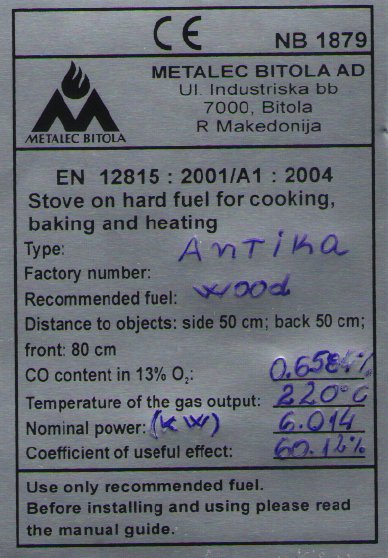 CE NB 1879
METALEC BITOLA
METALEC BITOLA AD
Ul. Industriska bb
7000, Bitola
R Makedonija
EN 12815 : 2001/A1 : 2004
Stove on hard fuel for cooking,
baking and heating
Type: Antika
Factory number:
Recommended fuel: wood
Distance to objects: side 50 cm; back 50 cm;
front: 80 cm
CO content in 13% O₂:
Temperature of the gas output: 220°C
Nominal power: (KW) 6.014
Coefficient of useful effect: 60.12%
Use only recommended fuel.
Before installing and using please read
the manual guide.